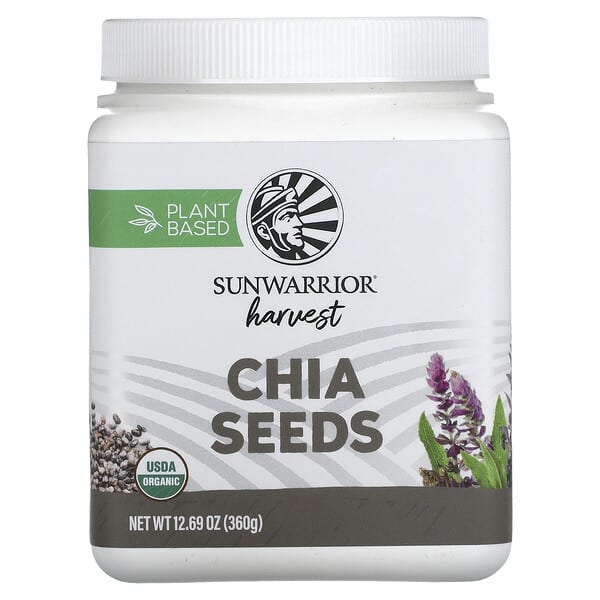 PLANT
BASED
SUNWARRIOR®
harvest
CHIA
SEEDS
USDA
ORGANIC
NET WT 12.69 OZ (360g)